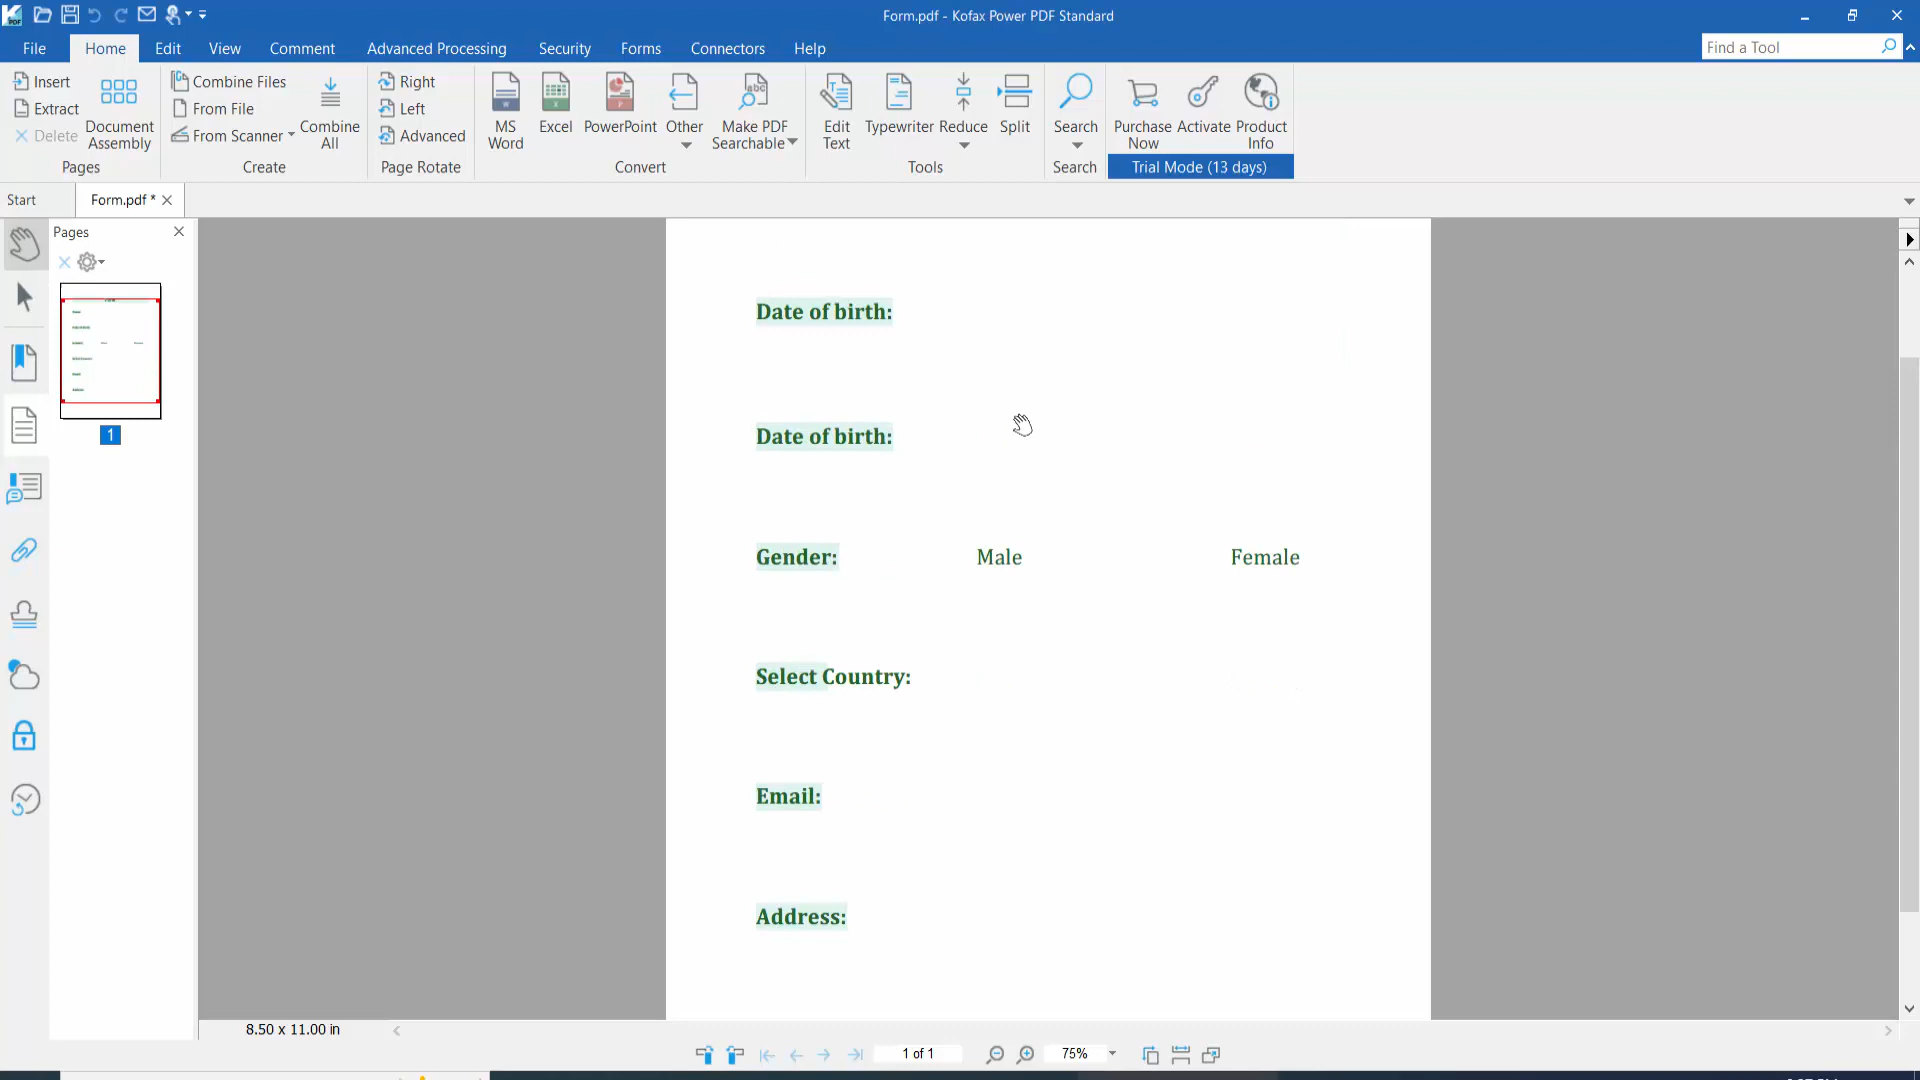 Form.pdf - Kofax Power PDF Standard
File Home Edit View Comment Advanced Processing Security Forms Connectors Help
Find a Tool
Insert
Extract
Delete
Document Assembly
Pages
Combine Files
From File
From Scanner
Combine All
Create
Right
Left
Advanced
Page Rotate
MS Word
Excel
PowerPoint
Other
Make PDF Searchable
Convert
Edit Text
Typewriter
Reduce
Split
Tools
Search
Search
Purchase Now
Activate
Product Info
Trial Mode (13 days)
Start
Form.pdf *
Pages
1
Date of birth:
Date of birth:
Gender: Male Female
Select Country:
Email:
Address:
8.50 x 11.00 in
1 of 1
75%